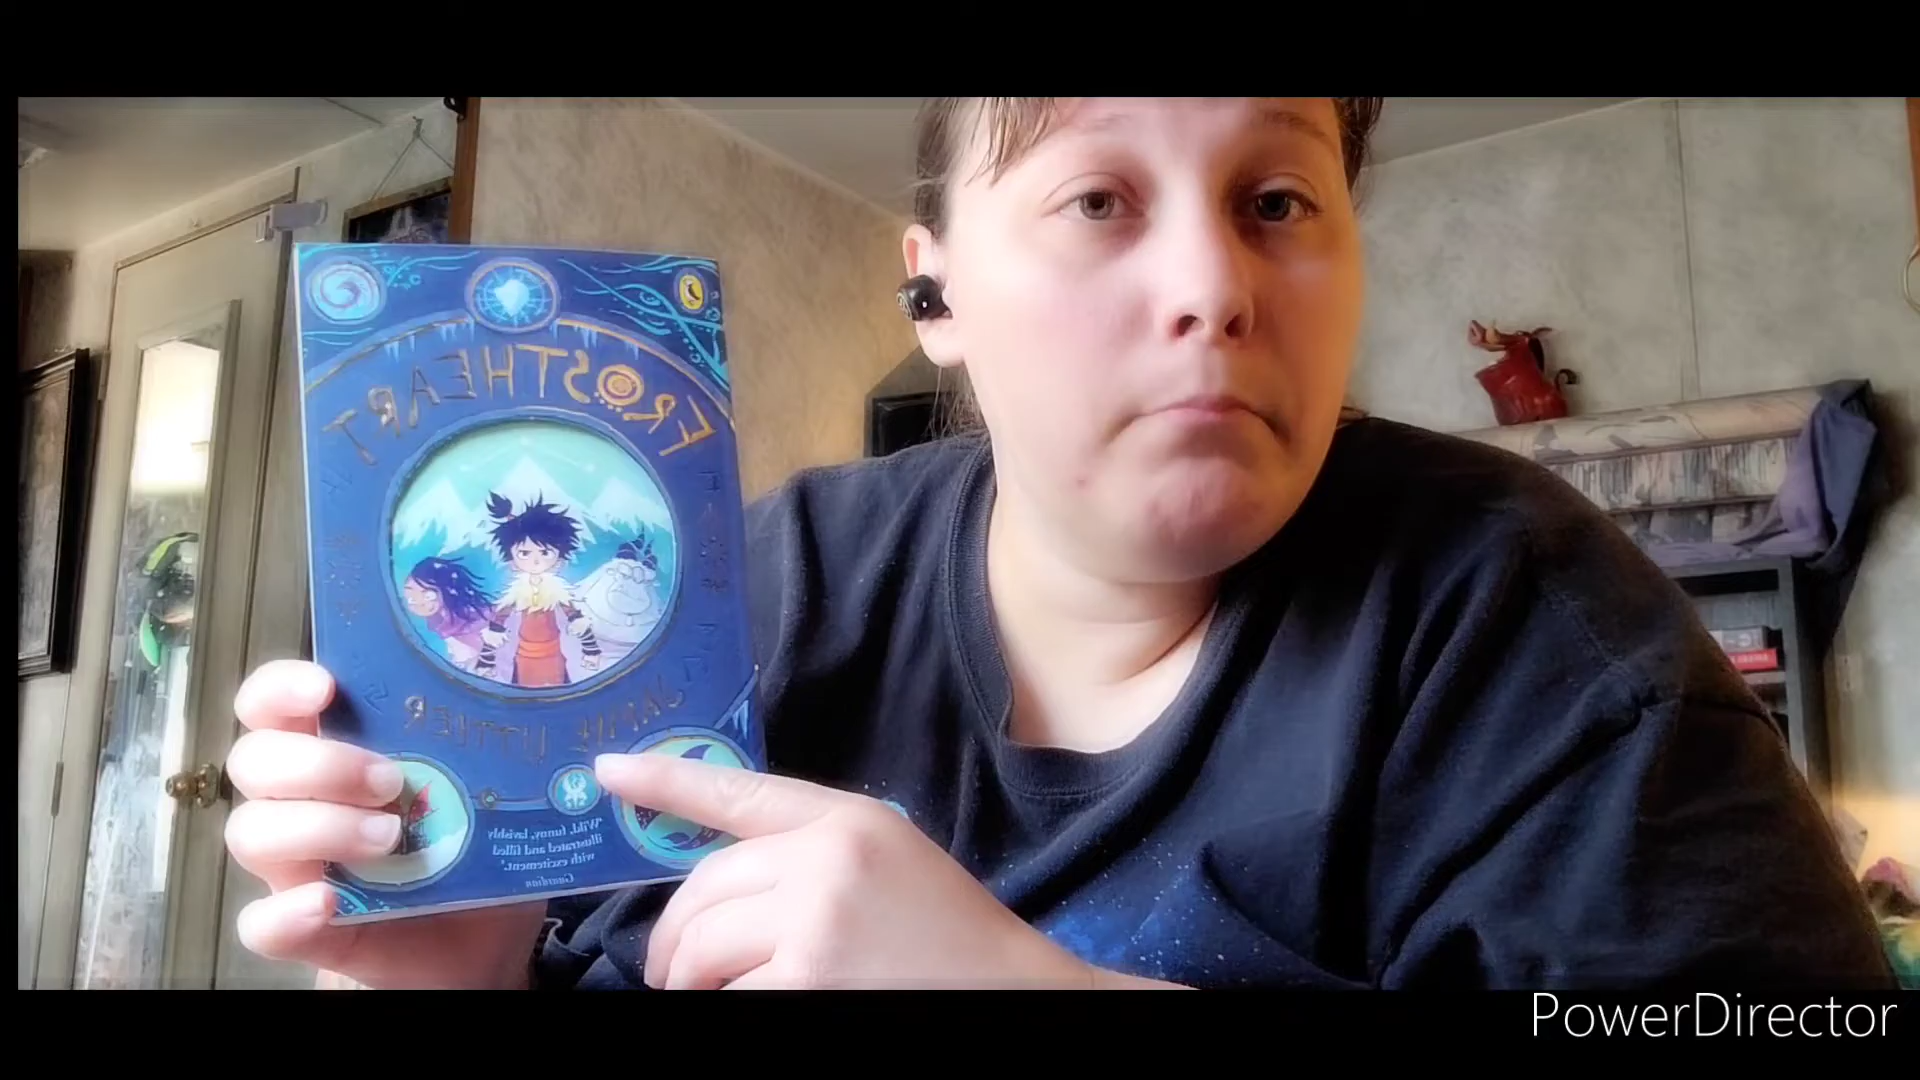 FROSTHEART
JAMIE LITTLER
'Wild, funny, lavishly
illustrated and filled
with excitement.'
Guardian
PowerDirector